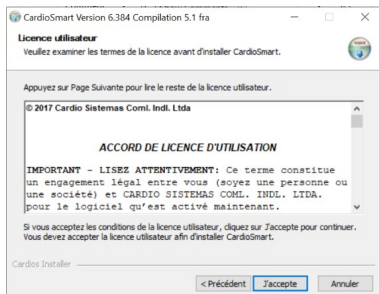 CardioSmart Version 6.384 Compilation 5.1 fra
Licence utilisateur
Veuillez examiner les termes de la licence avant d'installer CardioSmart.
Appuyez sur Page Suivante pour lire le reste de la licence utilisateur.
© 2017 Cardio Sistemas Coml. Indl. Ltda
ACCORD DE LICENCE D'UTILISATION
IMPORTANT - LISEZ ATTENTIVEMENT: Ce terme constitue
un engagement légal entre vous (soyez une personne ou
une société) et CARDIO SISTEMAS COML. INDL. LTDA.
pour le logiciel qu'est activé maintenant.
Si vous acceptez les conditions de la licence utilisateur, cliquez sur J'accepte pour continuer.
Vous devez accepter la licence utilisateur afin d'installer CardioSmart.
Cardios Installer
< Précédent J'accepte Annuler